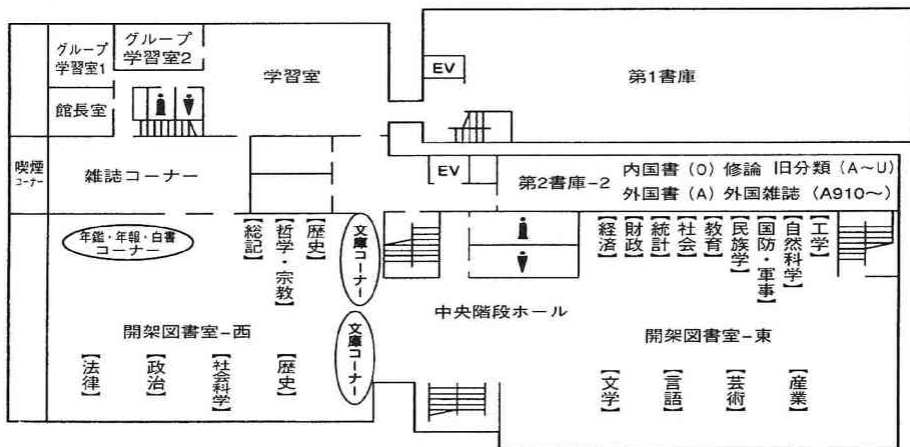 グループ
学習室1
グループ
学習室2
学習室
EV
第1書庫
館長室
喫煙
コーナー
雑誌コーナー
EV
第2書庫-2
内国書(O)修論 旧分類(A~U)
外国書(A)外国雑誌(A910~)
年鑑・年報・白書
コーナー
【総記】
【哲学・宗教】
【歴史】
文庫コーナー
【経済】
【財政】
【統計】
【社会】
【教育】
【民族学】
【国防・軍事】
【自然科学】
【工学】
中央階段ホール
開架図書室-西
文庫コーナー
開架図書室-東
【法律】
【政治】
【社会科学】
【歴史】
【文学】
【言語】
【芸術】
【産業】